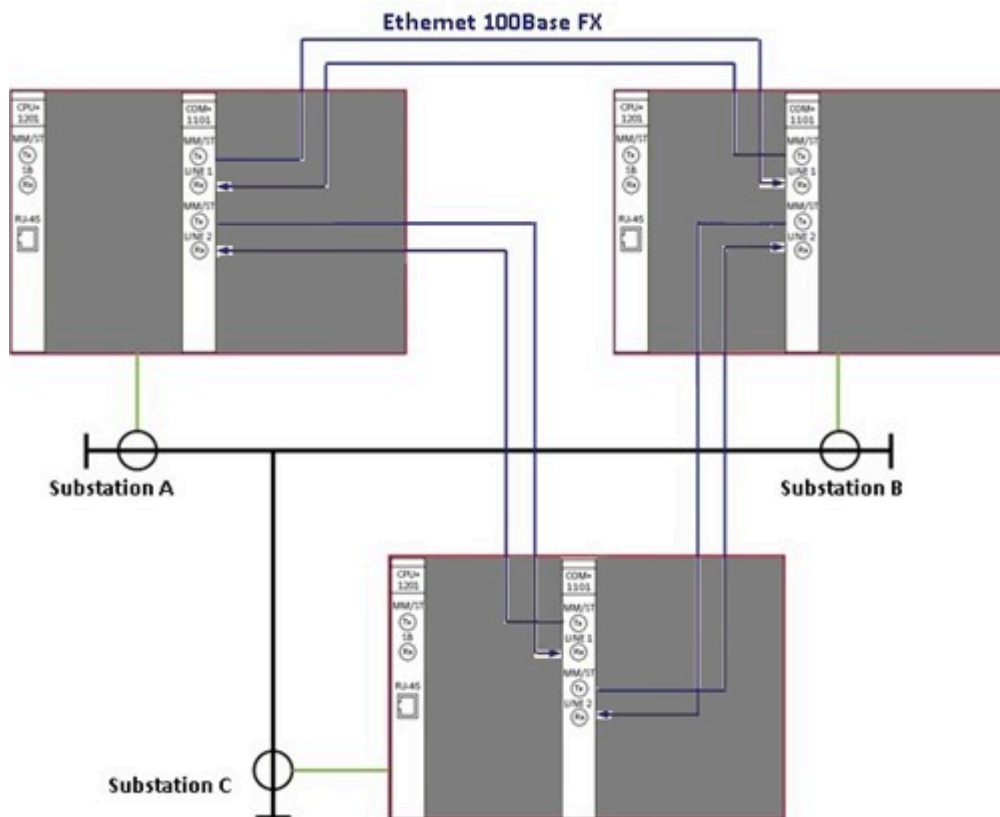 Ethernet 100Base FX
CPU+
1201
MM/ST
Tx
SB
Rx
RJ-45
COM+
1101
MM/ST
Tx
LINE 1
Rx
MM/ST
Tx
LINE 2
Rx
CPU+
1201
MM/ST
Tx
SB
Rx
RJ-45
COM+
1101
MM/ST
Tx
LINE 1
Rx
MM/ST
Tx
LINE 2
Rx
Substation A
Substation B
CPU+
1201
MM/ST
Tx
SB
Rx
RJ-45
COM+
1101
MM/ST
Tx
LINE 1
Rx
MM/ST
Tx
LINE 2
Rx
Substation C